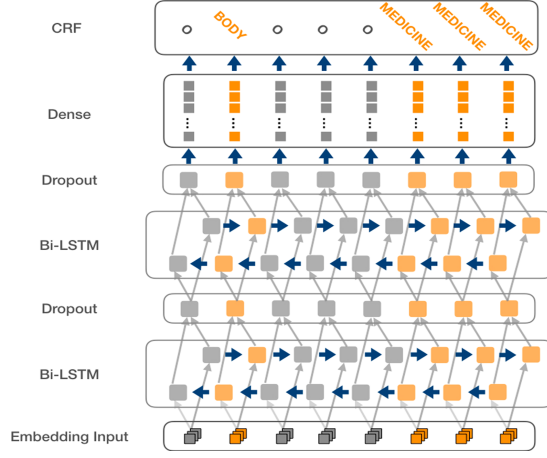 CRF
O BODY O O O MEDICINE MEDICINE MEDICINE
Dense
Dropout
Bi-LSTM
Dropout
Bi-LSTM
Embedding Input